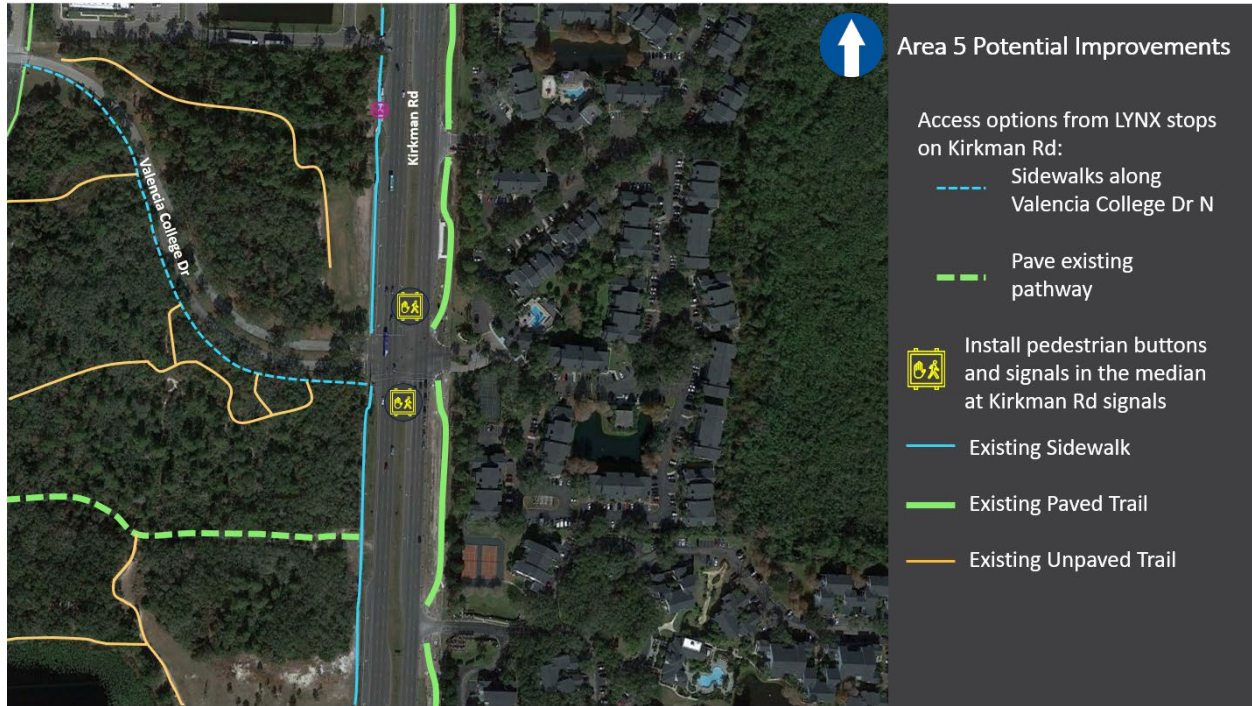 Area 5 Potential Improvements
Access options from LYNX stops
on Kirkman Rd:
Sidewalks along
Valencia College Dr N
Pave existing
pathway
Install pedestrian buttons
and signals in the median
at Kirkman Rd signals
Existing Sidewalk
Existing Paved Trail
Existing Unpaved Trail
Kirkman Rd
Valencia College Dr